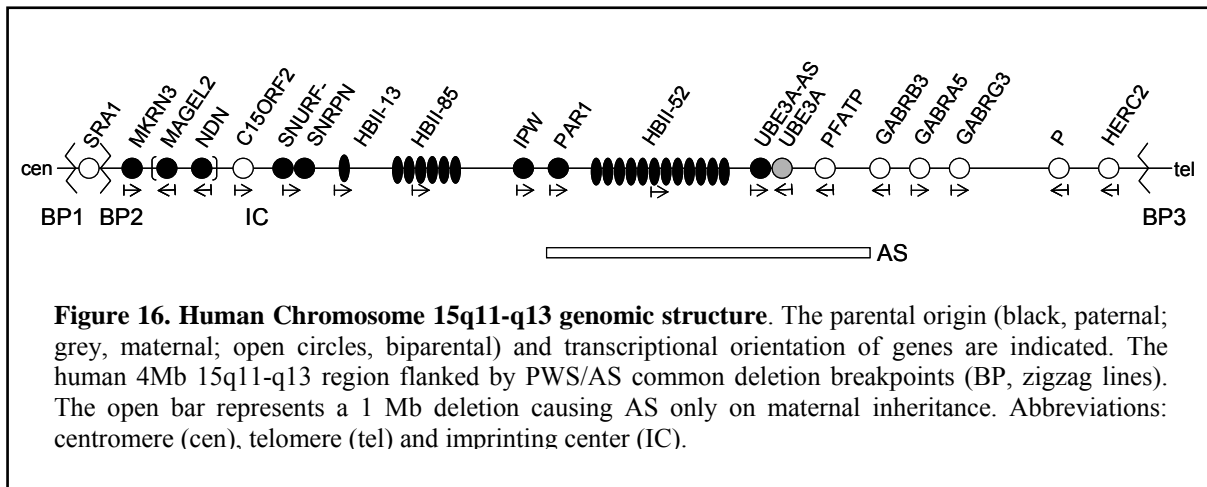 SRA1
MKRN3
MAGEL2
NDN
C15ORF2
SNURF-
SNRPN
HBII-13
HBII-85
IPW
PAR1
HBII-52
UBE3A-AS
UBE3A
PFATP
GABRB3
GABRA5
GABRG3
P
HERC2
cen tel
BP1 BP2 IC BP3
AS
Figure 16. Human Chromosome 15q11-q13 genomic structure. The parental origin (black, paternal;
grey, maternal; open circles, biparental) and transcriptional orientation of genes are indicated. The
human 4Mb 15q11-q13 region flanked by PWS/AS common deletion breakpoints (BP, zigzag lines).
The open bar represents a 1 Mb deletion causing AS only on maternal inheritance. Abbreviations:
centromere (cen), telomere (tel) and imprinting center (IC).